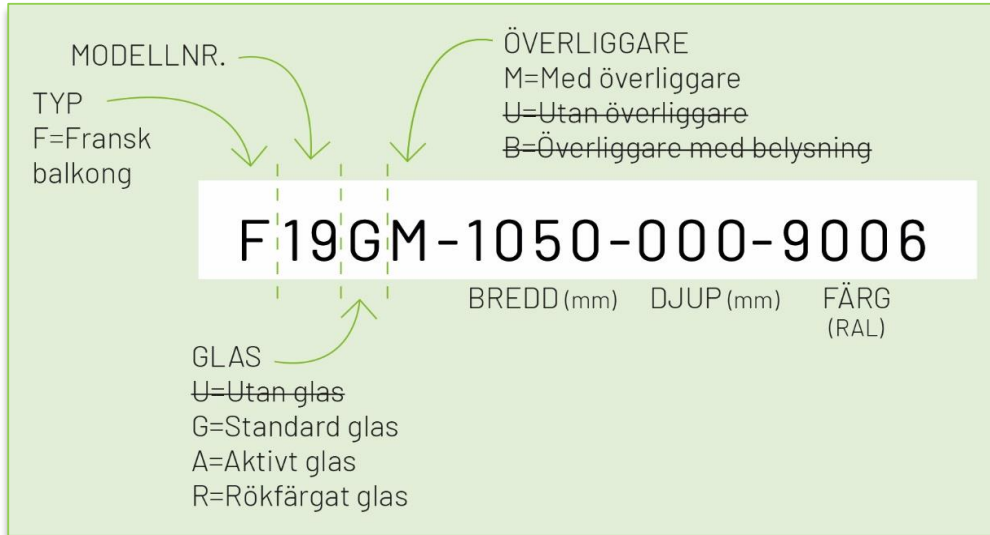 MODELLNR.
TYP
F=Fransk
balkong
ÖVERLIGGARE
M=Med överliggare
U=Utan överliggare
B=Överliggare med belysning
F19GM-1050-000-9006
BREDD (mm) DJUP (mm) FÄRG
(RAL)
GLAS
U=Utan glas
G=Standard glas
A=Aktivt glas
R=Rökfärgat glas